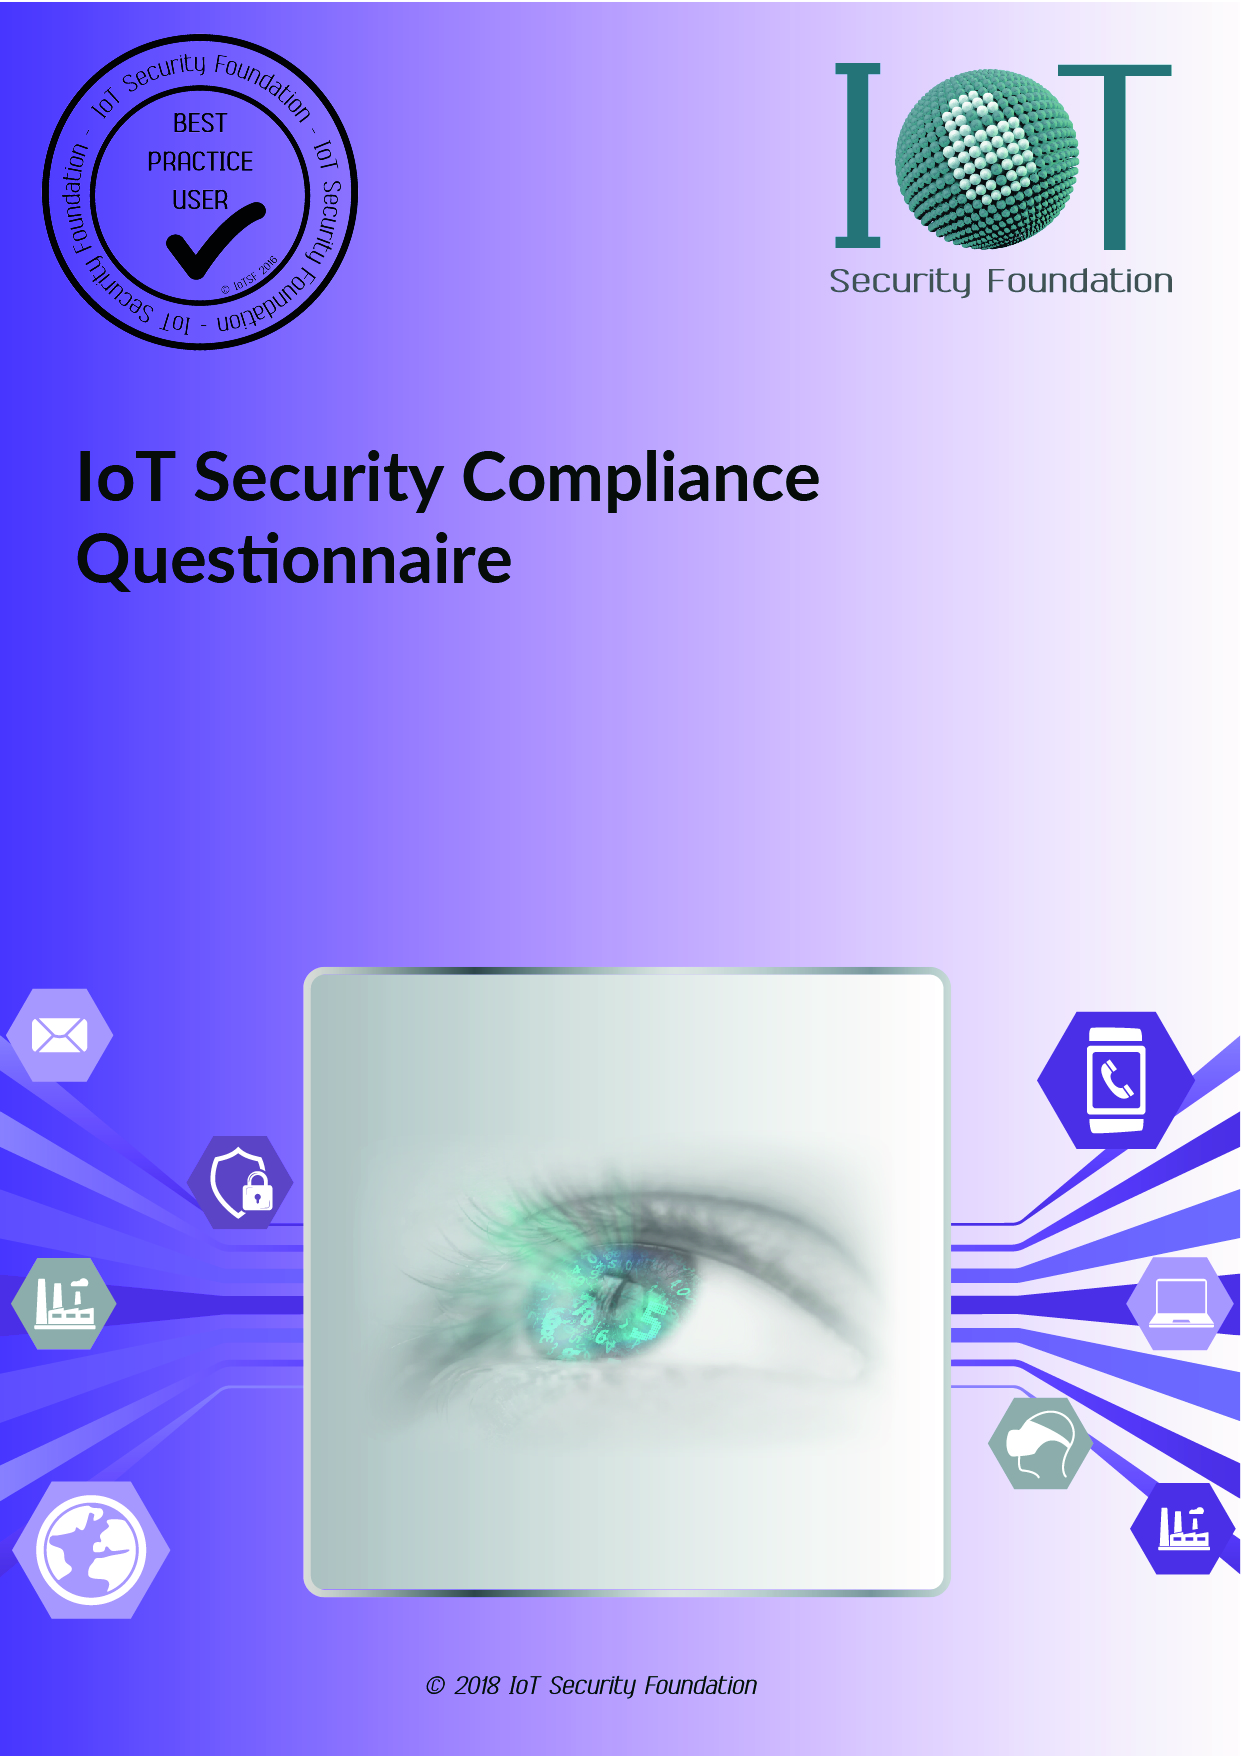 IoT Security Foundation - IoT Security Foundation - IoT Security Foundation -
BEST
PRACTICE
USER
© IoTSF 2016
IoT
Security Foundation
IoT Security Compliance
Questionnaire
© 2018 IoT Security Foundation